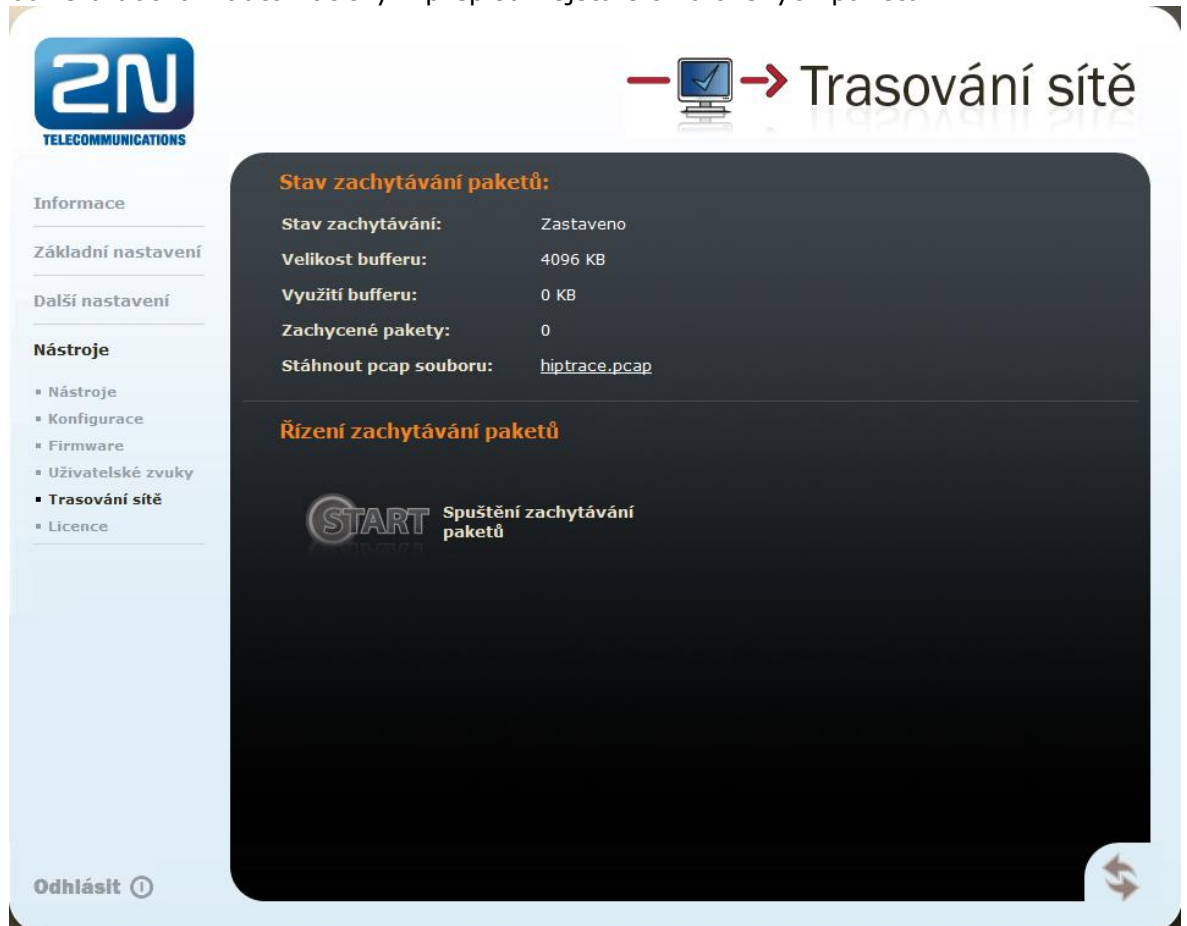 2N
TELECOMMUNICATIONS
Trasování sítě
Informace
Základní nastavení
Další nastavení
Nástroje
Nástroje
Konfigurace
Firmware
Uživatelské zvuky
Trasování sítě
Licence
Odhlásit
Stav zachytávání paketů:
Stav zachytávání: Zastaveno
Velikost bufferu: 4096 KB
Využití bufferu: 0 KB
Zachycené pakety: 0
Stáhnout pcap souboru: hiptrace.pcap
Řízení zachytávání paketů
START
Spuštění zachytávání
paketů